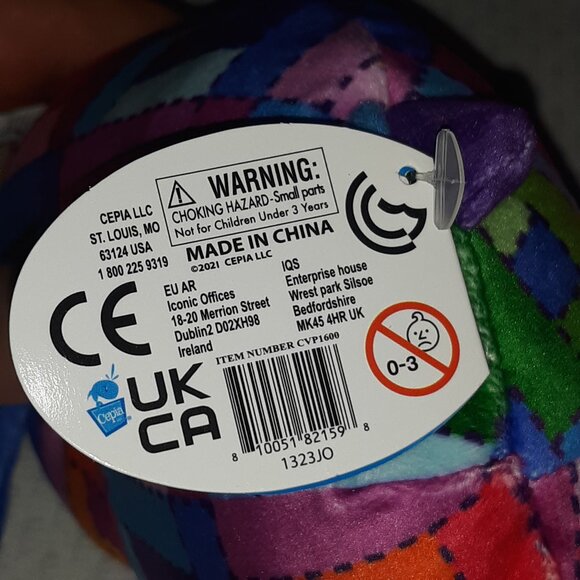 WARNING:
CHOKING HAZARD-Small parts
Not for Children Under 3 Years
CEPIA LLC
ST. LOUIS, MO
63124 USA
1 800 225 9319
MADE IN CHINA
©2021 CEPIA LLC
CE
EU AR
Iconic Offices
18-20 Merrion Street
Dublin2 D02XH98
Ireland
IQS
Enterprise house
Wrest park Silsoe
Bedfordshire
MK45 4HR UK
0-3
Cepia
UK
CA
ITEM NUMBER CVP1600
8 10051 82159 8
1323JO